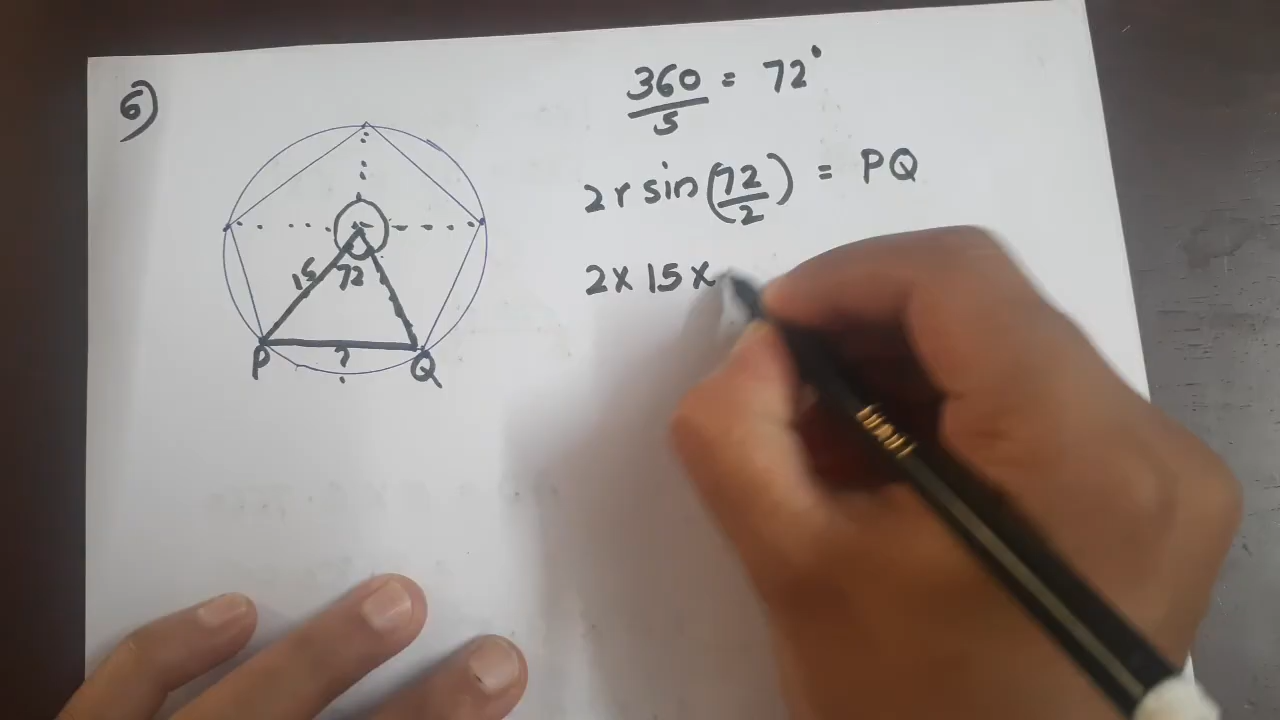 6)
360/5 = 72°
2r sin(72/2) = PQ
2 x 15 x
15
72
P
?
Q